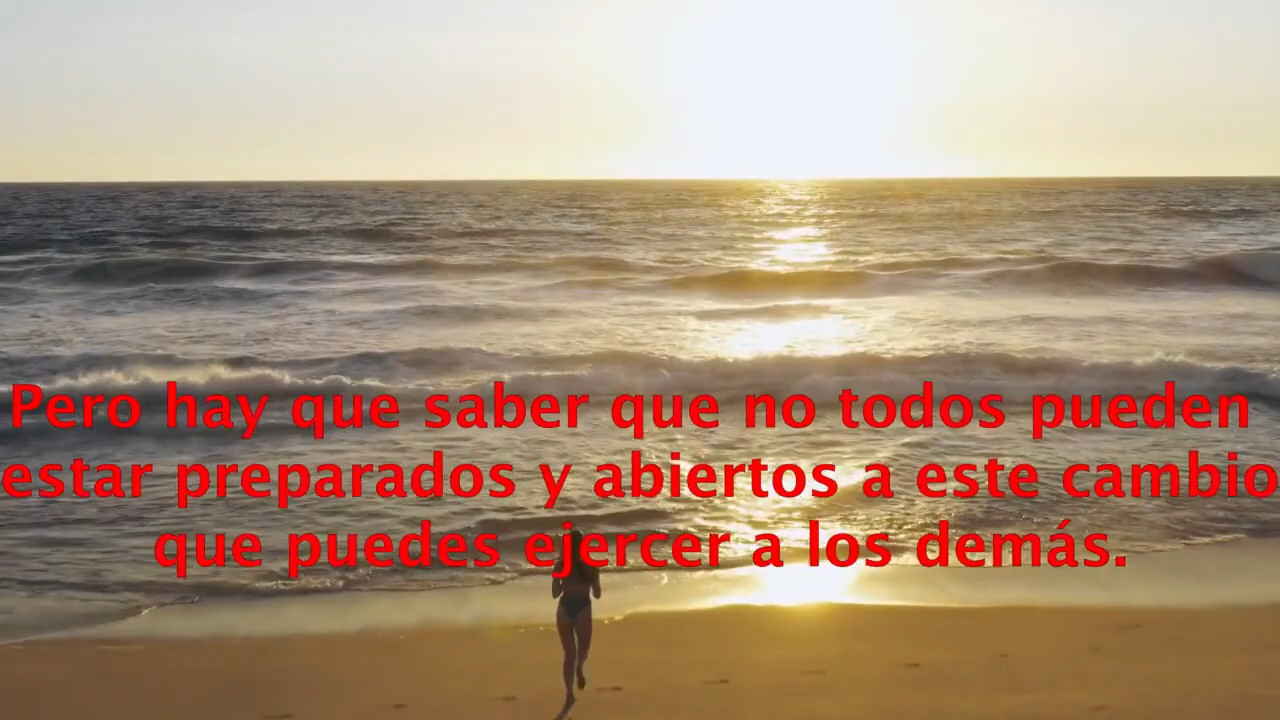 Pero hay que saber que no todos pueden
estar preparados y abiertos a este cambio
que puedes ejercer a los demás.